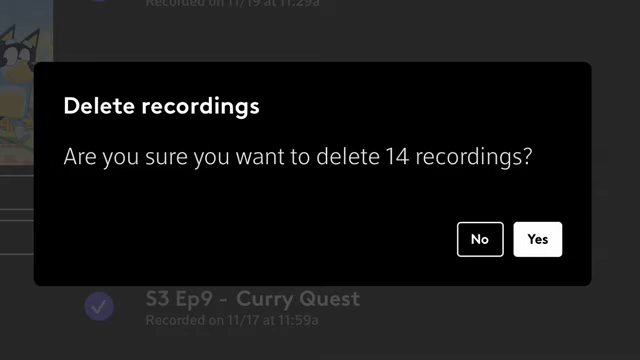 Recorded on 11/19 at 11:29a
Delete recordings
Are you sure you want to delete 14 recordings?
No
Yes
S3 Ep9 - Curry Quest
Recorded on 11/17 at 11:59a